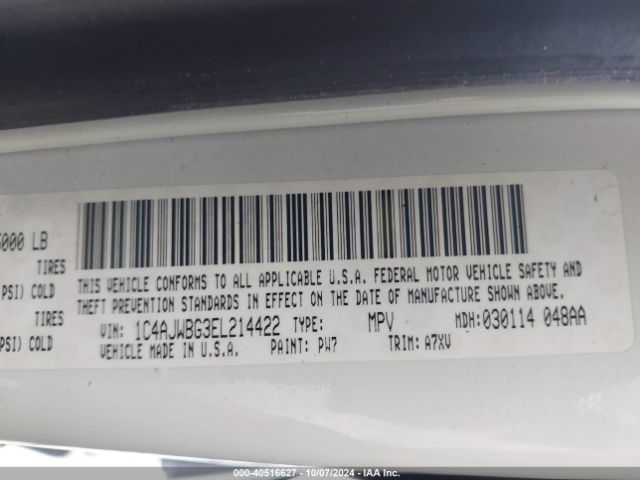 5000 LB
TIRES
PSI) COLD
TIRES
PSI) COLD
THIS VEHICLE CONFORMS TO ALL APPLICABLE U.S.A. FEDERAL MOTOR VEHICLE SAFETY AND
THEFT PREVENTION STANDARDS IN EFFECT ON THE DATE OF MANUFACTURE SHOWN ABOVE.
VIN: 1C4AJWBG3EL214422 TYPE: MPV MDH:030114 048AA
VEHICLE MADE IN U.S.A. PAINT: PW7 TRIM: A7XV
000-40516627 - 10/07/2024 - IAA Inc.